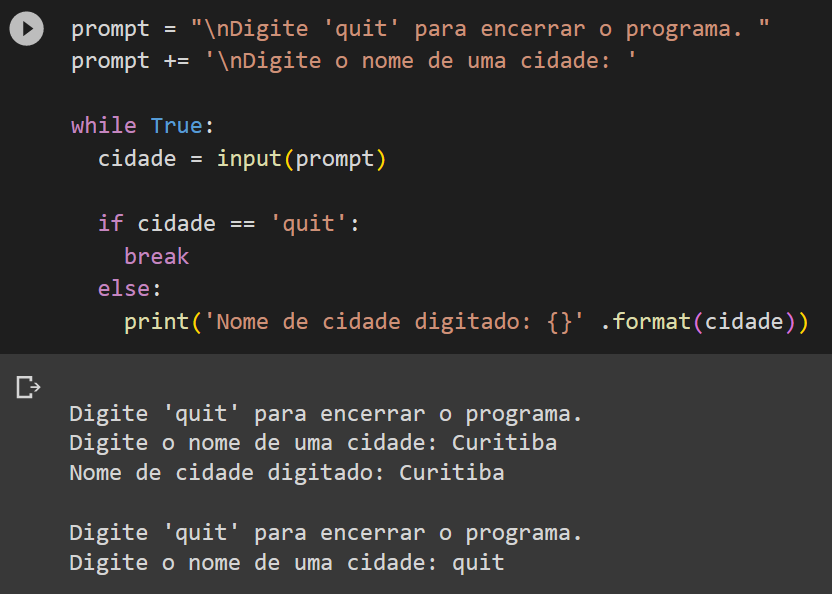 prompt = "\nDigite 'quit' para encerrar o programa. "
prompt += '\nDigite o nome de uma cidade: '
while True:
  cidade = input(prompt)
  if cidade == 'quit':
    break
  else:
    print('Nome de cidade digitado: {}' .format(cidade))
Digite 'quit' para encerrar o programa.
Digite o nome de uma cidade: Curitiba
Nome de cidade digitado: Curitiba
Digite 'quit' para encerrar o programa.
Digite o nome de uma cidade: quit